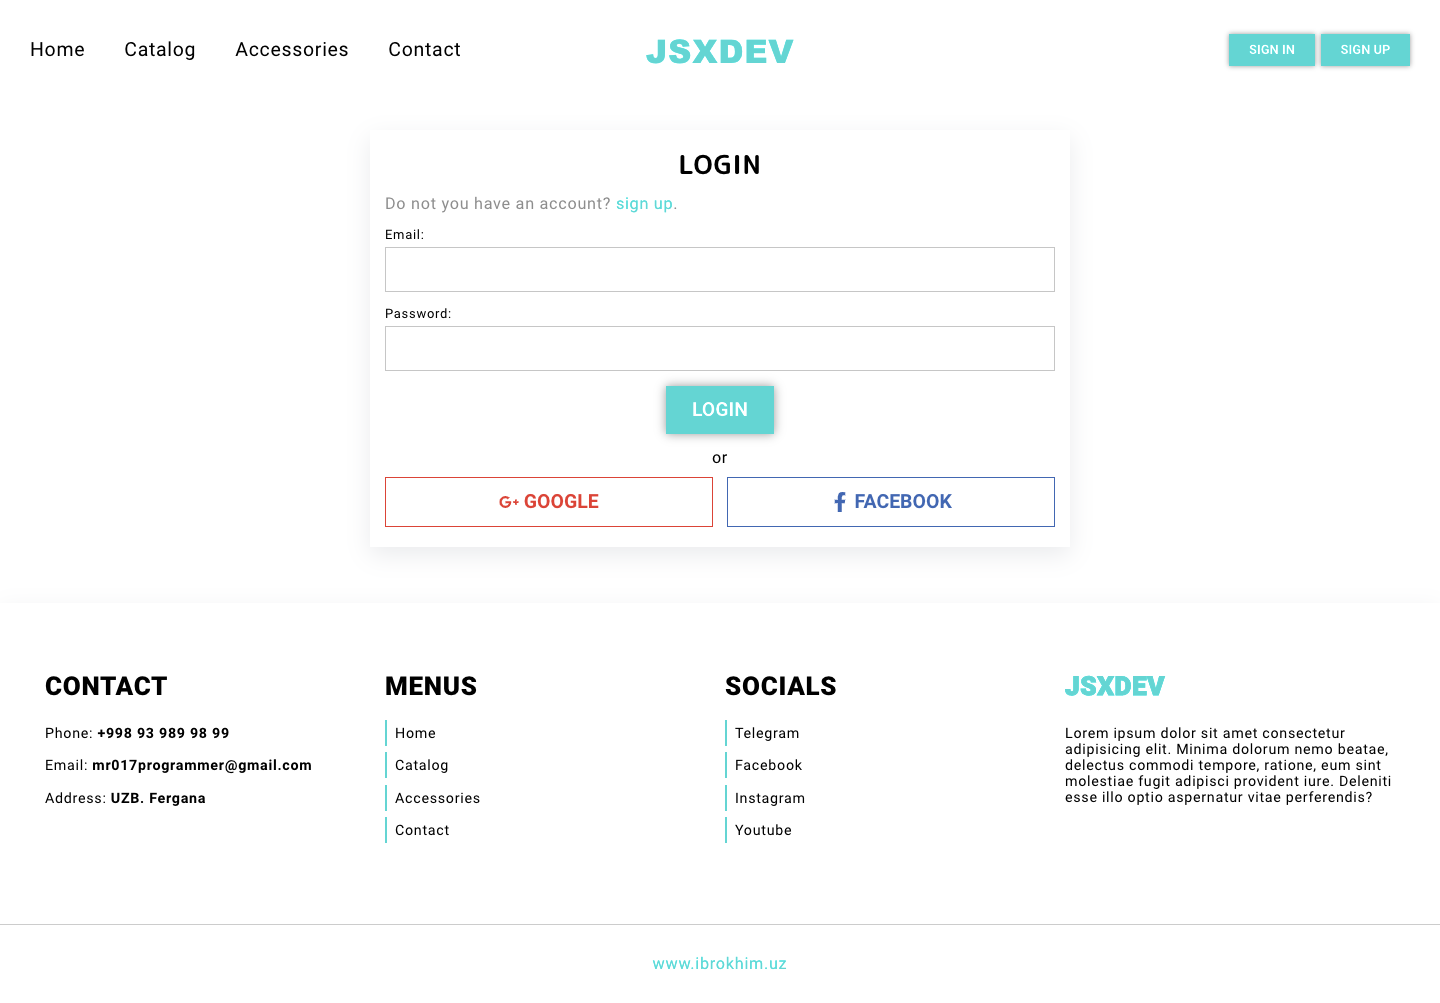 Home Catalog Accessories Contact JSXDEV SIGN IN SIGN UP
LOGIN
Do not you have an account? sign up.
Email:
Password:
LOGIN
or
G+ GOOGLE f FACEBOOK
CONTACT
Phone: +998 93 989 98 99
Email: mr017programmer@gmail.com
Address: UZB. Fergana
MENUS
Home
Catalog
Accessories
Contact
SOCIALS
Telegram
Facebook
Instagram
Youtube
JSXDEV
Lorem ipsum dolor sit amet consectetur
adipisicing elit. Minima dolorum nemo beatae,
delectus commodi tempore, ratione, eum sint
molestiae fugit adipisci provident iure. Deleniti
esse illo optio aspernatur vitae perferendis?
www.ibrokhim.uz